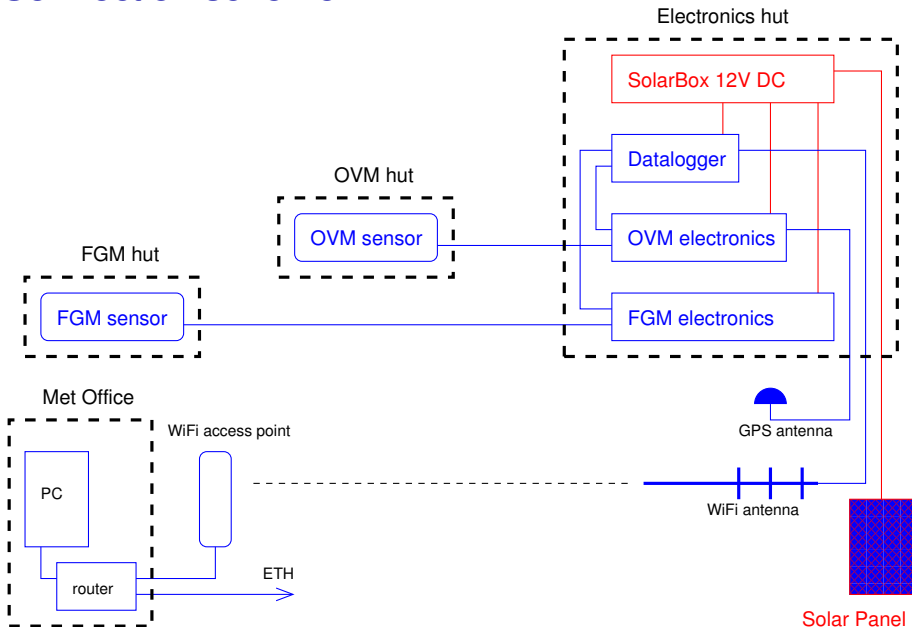 Electronics hut
SolarBox 12V DC
Datalogger
OVM hut
OVM sensor
OVM electronics
FGM hut
FGM sensor
FGM electronics
Met Office
WiFi access point
GPS antenna
PC
WiFi antenna
router
ETH
Solar Panel